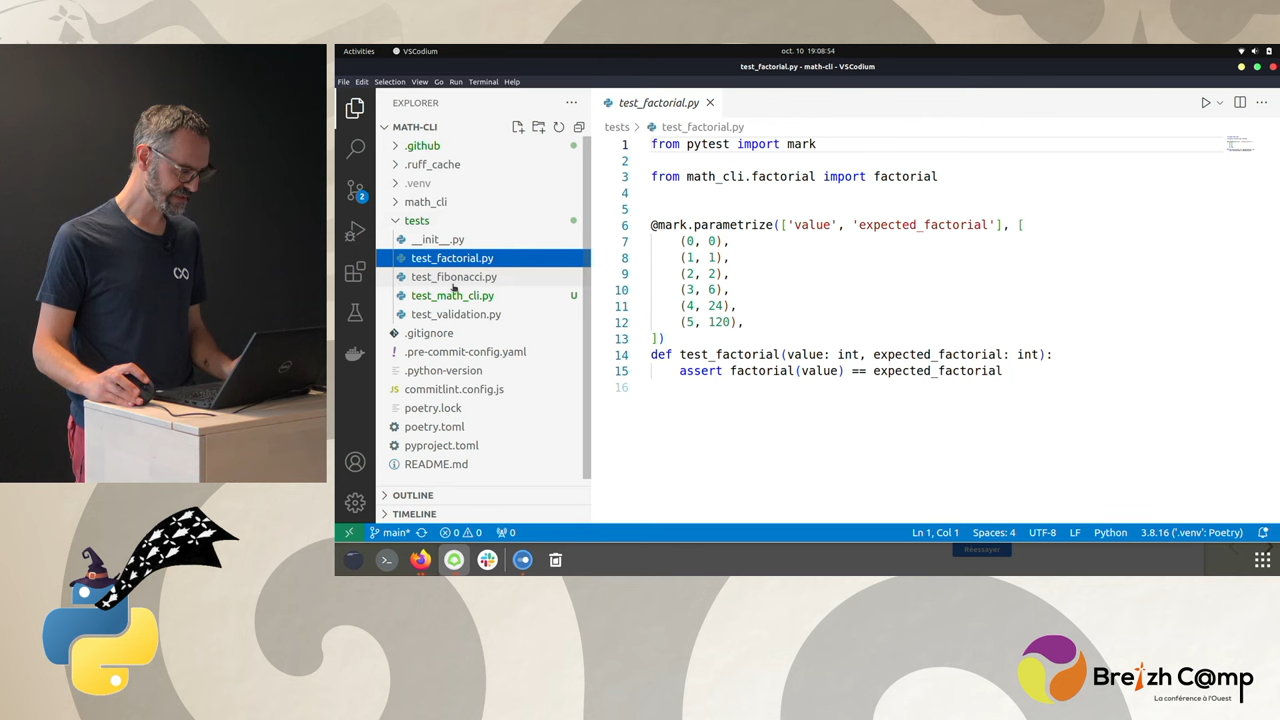 Activities
VSCodium
oct. 10 19:08:54
test_factorial.py - math-cli - VSCodium
File Edit Selection View Go Run Terminal Help
EXPLORER
MATH-CLI
.github
.ruff_cache
.venv
math_cli
tests
__init__.py
test_factorial.py
test_fibonacci.py
test_math_cli.py U
test_validation.py
.gitignore
.pre-commit-config.yaml
.python-version
JS commitlint.config.js
poetry.lock
poetry.toml
pyproject.toml
README.md
OUTLINE
TIMELINE
2
test_factorial.py
tests > test_factorial.py
1 from pytest import mark
2
3 from math_cli.factorial import factorial
4
5
6 @mark.parametrize(['value', 'expected_factorial'], [
7 (0, 0),
8 (1, 1),
9 (2, 2),
10 (3, 6),
11 (4, 24),
12 (5, 120),
13 ])
14 def test_factorial(value: int, expected_factorial: int):
15 assert factorial(value) == expected_factorial
16
main* 0 0 0 Ln 1, Col 1 Spaces: 4 UTF-8 LF Python 3.8.16 ('.venv': Poetry)
Réessayer
Breizh C@mp
La conférence à l'Ouest